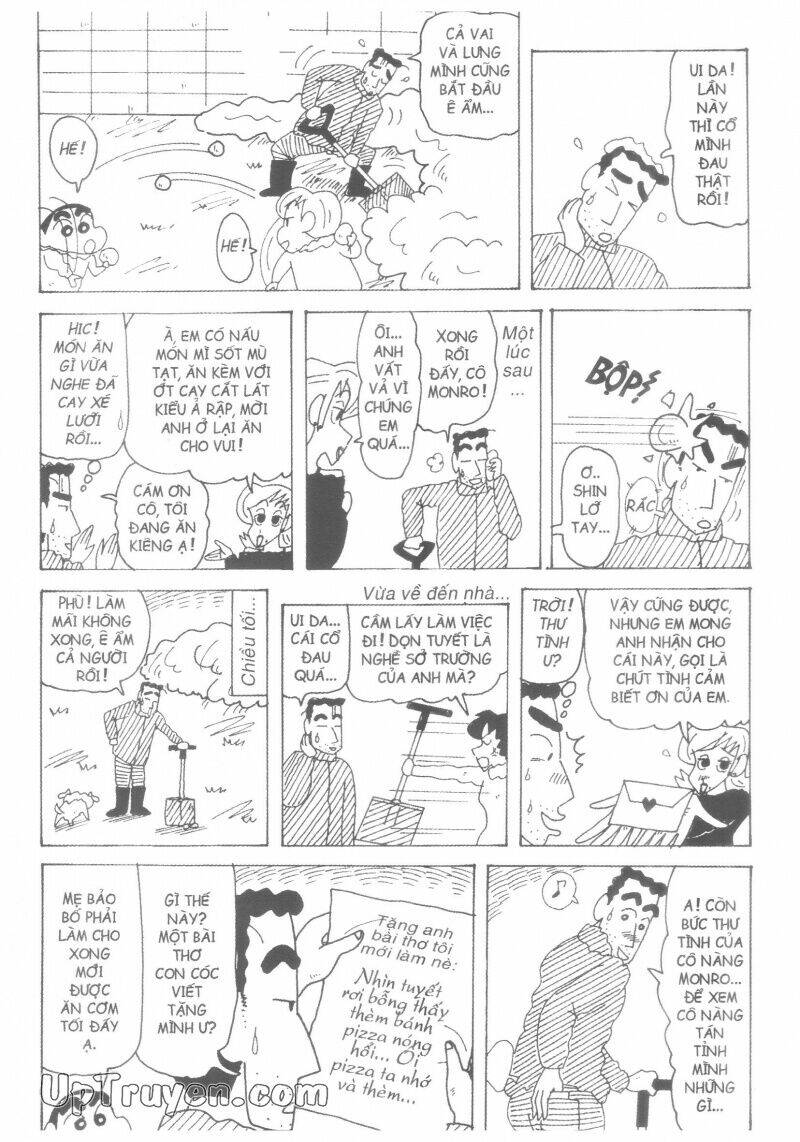 UI DA!
LẦN
NÀY
THÌ CỔ
MÌNH
ĐAU
THẬT
RỒI!
CẢ VAI
VÀ LƯNG
MÌNH CŨNG
BẮT ĐẦU
Ê ẨM...
HẾ!
HẾ!
BỘP!
RẮC
Ơ..
SHIN
LỠ
TAY...
Một
lúc
sau
...
XONG
RỒI
ĐẤY, CÔ
MONRO!
ÔI...
ANH
VẤT
VẢ VÌ
CHÚNG
EM
QUÁ...
À, EM CÓ NẤU
MÓN MÌ SỐT MÙ
TẠT, ĂN KÈM VỚI
ỚT CAY CẮT LÁT
KIỂU Ả RẬP, MỜI
ANH Ở LẠI ĂN
CHO VUI!
CÁM ƠN
CÔ, TÔI
ĐANG ĂN
KIÊNG Ạ!
HIC!
MÓN ĂN
GÌ VỪA
NGHE ĐÃ
CAY XÉ
LƯỠI
RỒI...
VẬY CŨNG ĐƯỢC,
NHƯNG EM MONG
ANH NHẬN CHO
CÁI NÀY, GỌI LÀ
CHÚT TÌNH CẢM
BIẾT ƠN CỦA EM.
TRỜI!
THƯ
TÌNH
Ư?
Vừa về đến nhà...
CẦM LẤY LÀM VIỆC
ĐI! DỌN TUYẾT LÀ
NGHỀ SỞ TRƯỜNG
CỦA ANH MÀ?
UI DA...
CÁI CỔ
ĐAU
QUÁ...
Chiều tối...
PHÙ! LÀM
MÃI KHÔNG
XONG, Ê ẨM
CẢ NGƯỜI
RỒI!
A! CÒN
BỨC THƯ
TÌNH CỦA
CÔ NÀNG
MONRO...
ĐỂ XEM
CÔ NÀNG
TÁN
TỈNH
MÌNH
NHỮNG
GÌ...
Tặng anh
bài thơ tôi
mới làm nè:
Nhìn tuyết
rơi bỗng thấy
thèm bánh
pizza nóng
hổi... Ôi
pizza ta nhớ
và thèm...
GÌ THẾ
NÀY?
MỘT BÀI
THƠ
CON CÓC
VIẾT
TẶNG
MÌNH Ư?
MẸ BẢO
BỐ PHẢI
LÀM CHO
XONG
MỚI
ĐƯỢC
ĂN CƠM
TỐI ĐẤY
Ạ.
UpTruyen.com